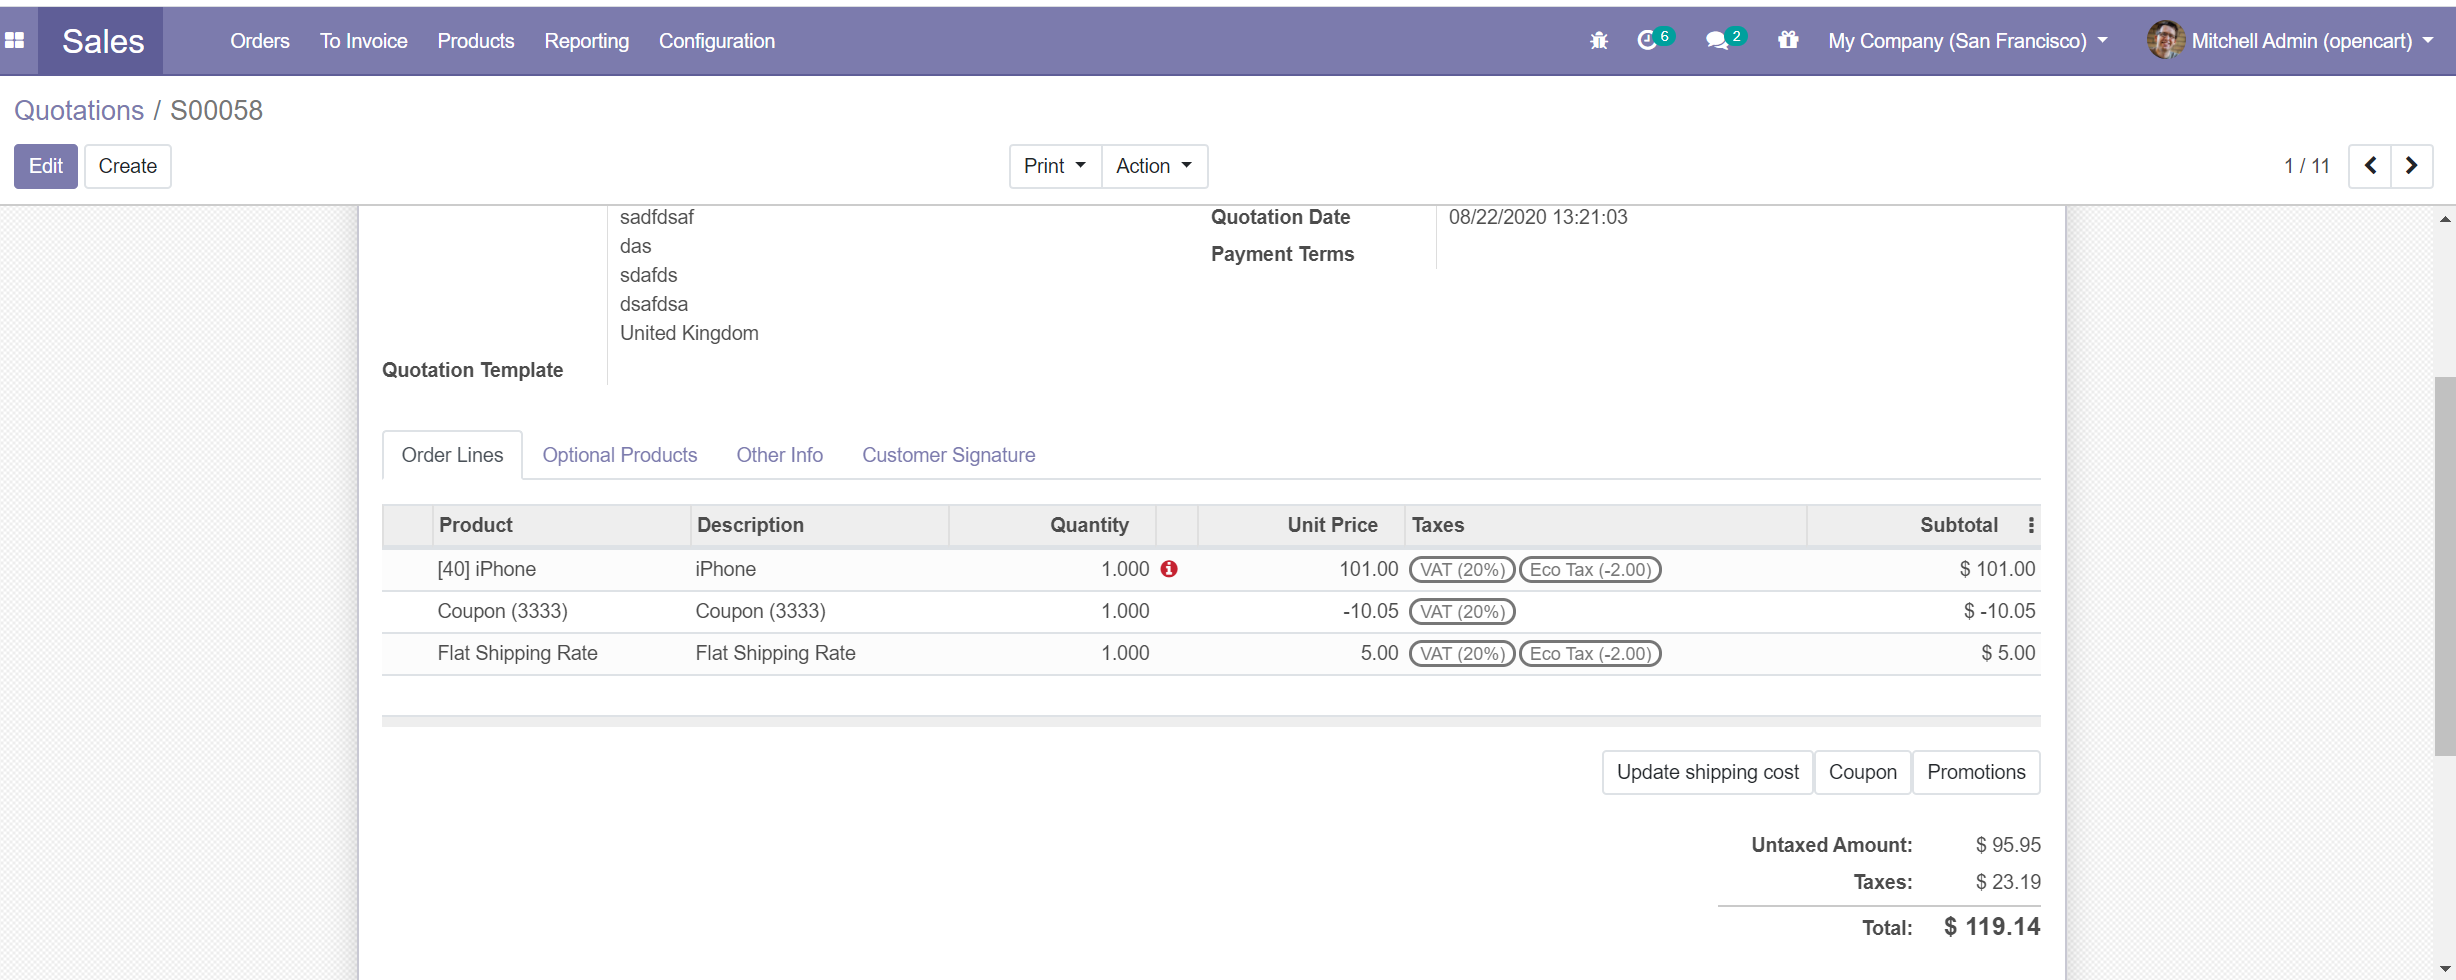 Sales Orders To Invoice Products Reporting Configuration 6 2 My Company (San Francisco) Mitchell Admin (opencart)
Quotations / S00058
Edit Create Print Action 1 / 11
sadfdsaf Quotation Date 08/22/2020 13:21:03
das
Payment Terms
sdafds
dsafdsa
United Kingdom
Quotation Template
Order Lines Optional Products Other Info Customer Signature
Product Description Quantity Unit Price Taxes Subtotal
[40] iPhone iPhone 1.000 101.00 VAT (20%) Eco Tax (-2.00) $ 101.00
Coupon (3333) Coupon (3333) 1.000 -10.05 VAT (20%) $ -10.05
Flat Shipping Rate Flat Shipping Rate 1.000 5.00 VAT (20%) Eco Tax (-2.00) $ 5.00
Update shipping cost Coupon Promotions
Untaxed Amount: $ 95.95
Taxes: $ 23.19
Total: $ 119.14